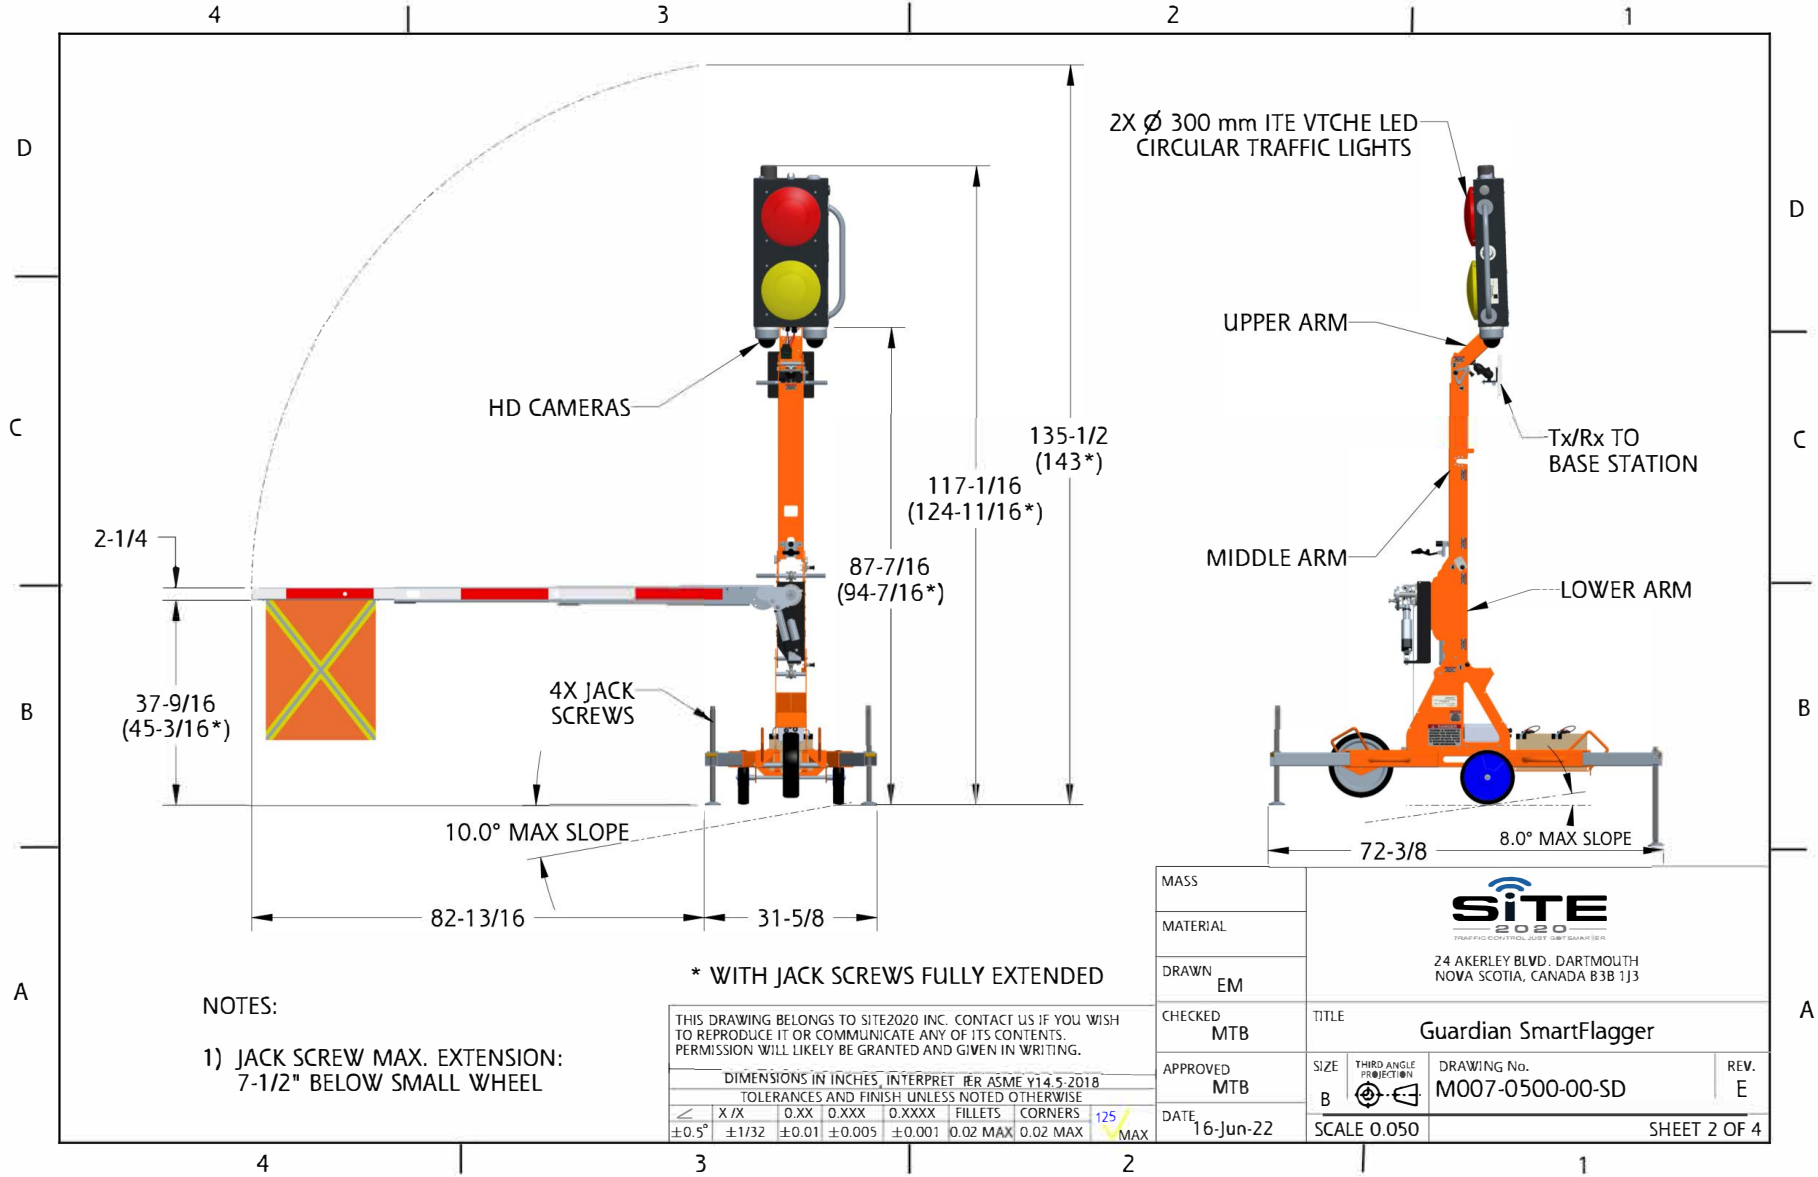 4 3 2 1
D
C
B
A
D
C
B
A
2X Ø 300 mm ITE VTCHE LED
CIRCULAR TRAFFIC LIGHTS
UPPER ARM
HD CAMERAS
135-1/2
(143*)
Tx/Rx TO
BASE STATION
117-1/16
(124-11/16*)
2-1/4
MIDDLE ARM
87-7/16
(94-7/16*)
LOWER ARM
37-9/16
(45-3/16*)
4X JACK
SCREWS
10.0° MAX SLOPE
8.0° MAX SLOPE
72-3/8
82-13/16
31-5/8
* WITH JACK SCREWS FULLY EXTENDED
NOTES:
1) JACK SCREW MAX. EXTENSION:
7-1/2" BELOW SMALL WHEEL
THIS DRAWING BELONGS TO SITE2020 INC. CONTACT US IF YOU WISH
TO REPRODUCE IT OR COMMUNICATE ANY OF ITS CONTENTS.
PERMISSION WILL LIKELY BE GRANTED AND GIVEN IN WRITING.
DIMENSIONS IN INCHES, INTERPRET PER ASME Y14.5-2018
TOLERANCES AND FINISH UNLESS NOTED OTHERWISE
X /X 0.XX 0.XXX 0.XXXX FILLETS CORNERS 125
±0.5° ±1/32 ±0.01 ±0.005 ±0.001 0.02 MAX 0.02 MAX MAX
MASS
MATERIAL
DRAWN
EM
CHECKED
MTB
APPROVED
MTB
DATE
16-Jun-22
SiTE
2020
TRAFFIC CONTROL JUST GOT SMARTER
24 AKERLEY BLVD. DARTMOUTH
NOVA SCOTIA, CANADA B3B 1J3
TITLE
Guardian SmartFlagger
SIZE
B
THIRD ANGLE
PROJECTION
DRAWING No.
M007-0500-00-SD
REV.
E
SCALE 0.050
SHEET 2 OF 4
4 3 2 1